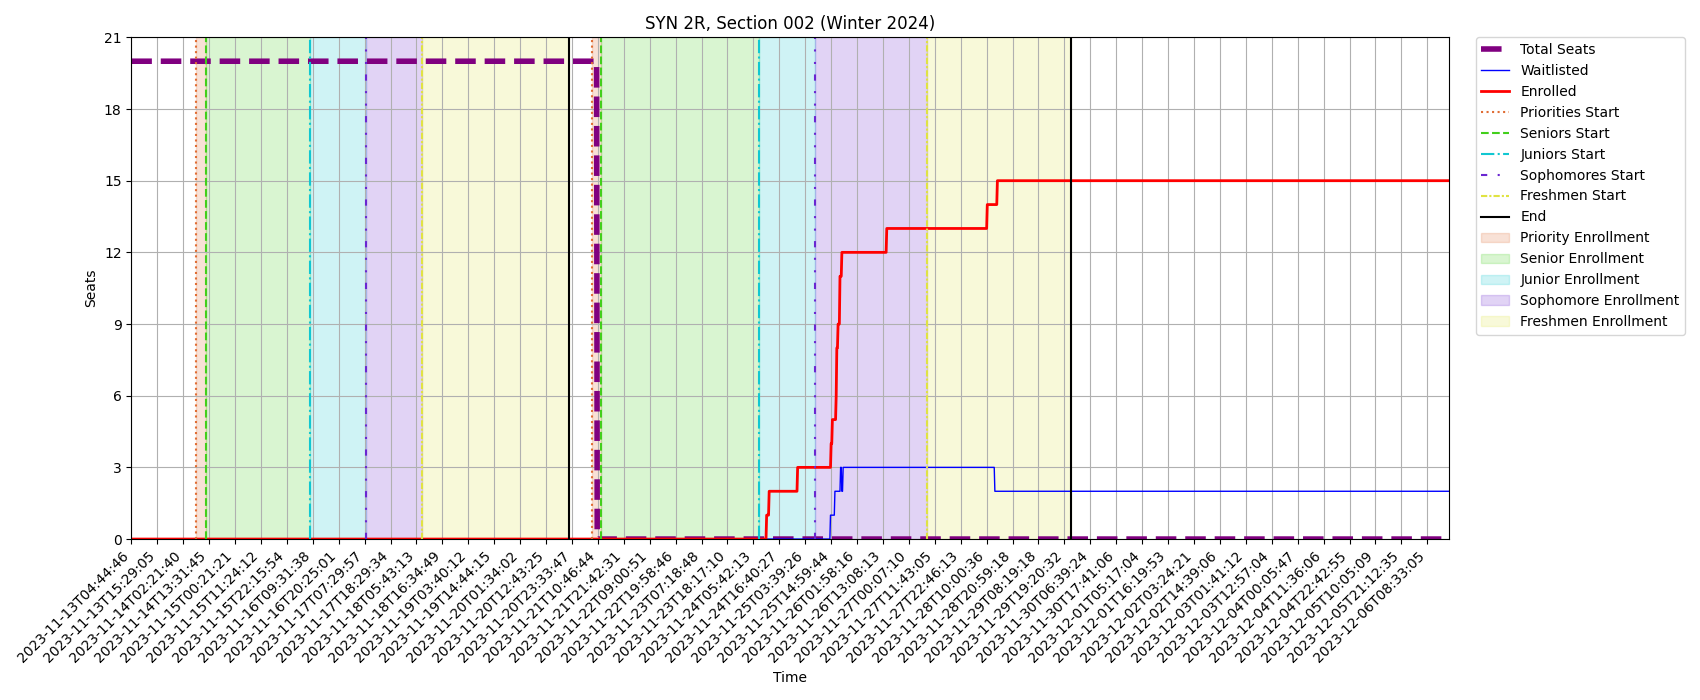 SYN 2R, Section 002 (Winter 2024)
21
18
15
12
9
6
3
0
Seats
2023-11-13T04:44:46
2023-11-13T15:29:05
2023-11-14T02:21:40
2023-11-14T13:31:45
2023-11-15T00:21:21
2023-11-15T11:24:12
2023-11-15T22:15:54
2023-11-16T09:31:38
2023-11-16T20:25:01
2023-11-17T07:29:57
2023-11-17T18:29:34
2023-11-18T05:43:13
2023-11-18T16:34:49
2023-11-19T03:40:12
2023-11-19T14:44:15
2023-11-20T01:34:02
2023-11-20T12:43:25
2023-11-20T23:33:47
2023-11-21T10:46:44
2023-11-21T21:42:31
2023-11-22T09:00:51
2023-11-22T19:58:46
2023-11-23T07:18:48
2023-11-23T18:17:10
2023-11-24T05:42:13
2023-11-24T16:40:27
2023-11-25T03:39:26
2023-11-25T14:59:44
2023-11-26T01:58:16
2023-11-26T13:08:13
2023-11-27T00:07:10
2023-11-27T11:43:05
2023-11-27T22:46:13
2023-11-28T10:00:36
2023-11-28T20:59:18
2023-11-29T08:19:18
2023-11-29T19:20:32
2023-11-30T06:39:24
2023-11-30T17:41:06
2023-12-01T05:17:04
2023-12-01T16:19:53
2023-12-02T03:24:21
2023-12-02T14:39:06
2023-12-03T01:41:12
2023-12-03T12:57:04
2023-12-04T00:05:47
2023-12-04T11:36:06
2023-12-04T22:42:55
2023-12-05T10:05:09
2023-12-05T21:12:35
2023-12-06T08:33:05
Time
Total Seats
Waitlisted
Enrolled
Priorities Start
Seniors Start
Juniors Start
Sophomores Start
Freshmen Start
End
Priority Enrollment
Senior Enrollment
Junior Enrollment
Sophomore Enrollment
Freshmen Enrollment